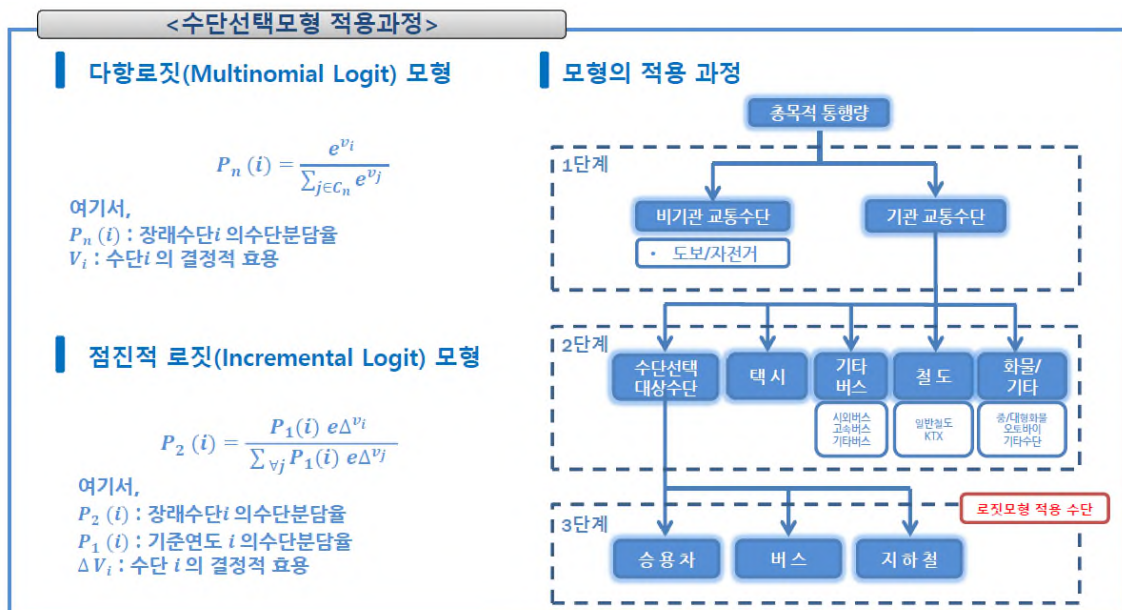 <수단선택모형 적용과정>
다항로짓(Multinomial Logit) 모형
P_n (i) = e^{v_i} / ∑_{j∈C_n} e^{v_j}
여기서,
P_n (i) : 장래수단i 의수단분담율
V_i : 수단i 의 결정적 효용
점진적 로짓(Incremental Logit) 모형
P_2 (i) = P_1(i) e∆^{v_i} / ∑_{∀j} P_1(i) e∆^{v_j}
여기서,
P_2 (i) : 장래수단i 의수단분담율
P_1 (i) : 기준연도 i 의수단분담율
∆ V_i : 수단 i 의 결정적 효용
모형의 적용 과정
총목적 통행량
1단계
비기관 교통수단
기관 교통수단
• 도보/자전거
2단계
수단선택
대상수단
택 시
기타
버스
철 도
화물/
기타
시외버스
고속버스
기타버스
일반철도
KTX
중/대형화물
오토바이
기타수단
로짓모형 적용 수단
3단계
승 용 차
버 스
지 하 철